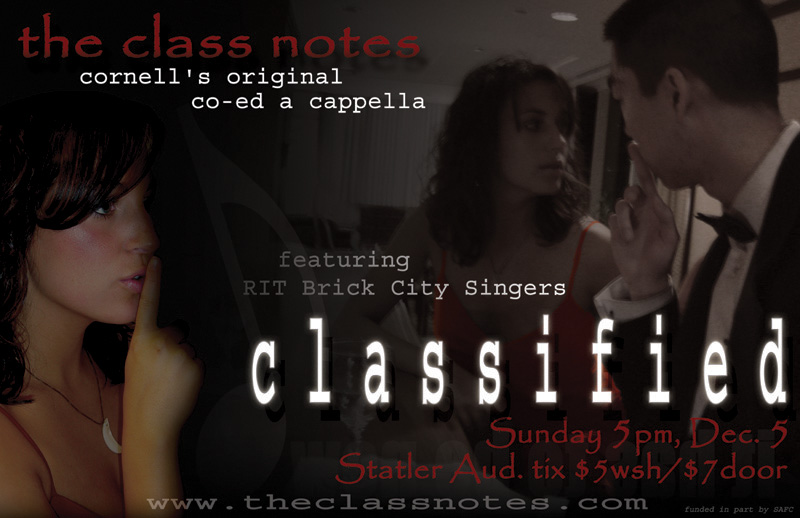 the class notes
cornell's original
co-ed a cappella
featuring
RIT Brick City Singers
classified
Sunday 5pm, Dec. 5
Statler Aud. tix $5wsh/$7door
www.theclassnotes.com
funded in part by SAFC